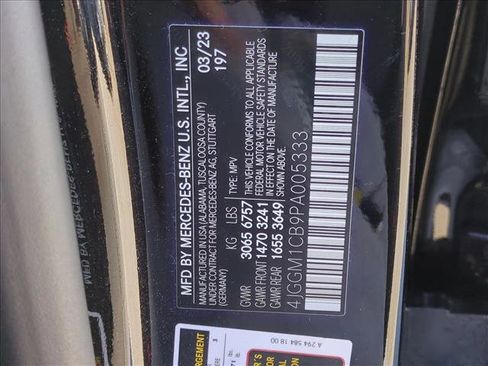 MFD BY MERCEDES-BENZ U.S. INTL., INC
MANUFACTURED IN USA (ALABAMA, TUSCALOOSA COUNTY)
UNDER CONTRACT FOR MERCEDES-BENZ AG, STUTTGART
(GERMANY)
03/23
197
KG LBS TYPE: MPV
GVWR 3065 6757
GAWR FRONT 1470 3241
GAWR REAR 1655 3649
THIS VEHICLE CONFORMS TO ALL APPLICABLE
FEDERAL MOTOR VEHICLE SAFETY STANDARDS
IN EFFECT ON THE DATE OF MANUFACTURE
SHOWN ABOVE.
4JGGM1CB9PA005333
A 294 584 18 00